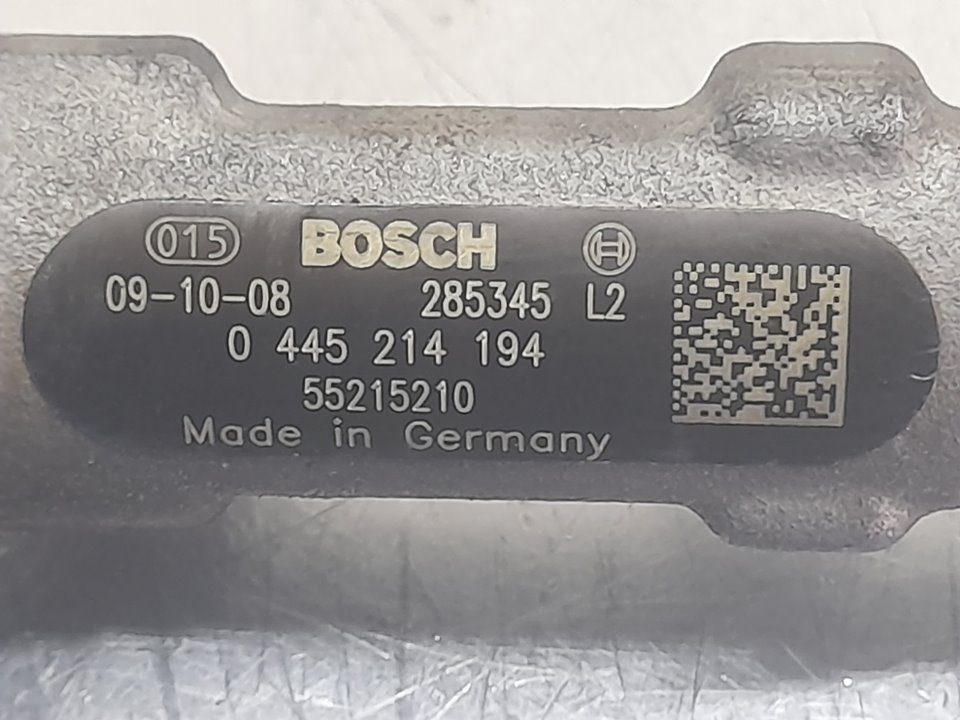 015 BOSCH
09-10-08 285345 L2
0 445 214 194
55215210
Made in Germany